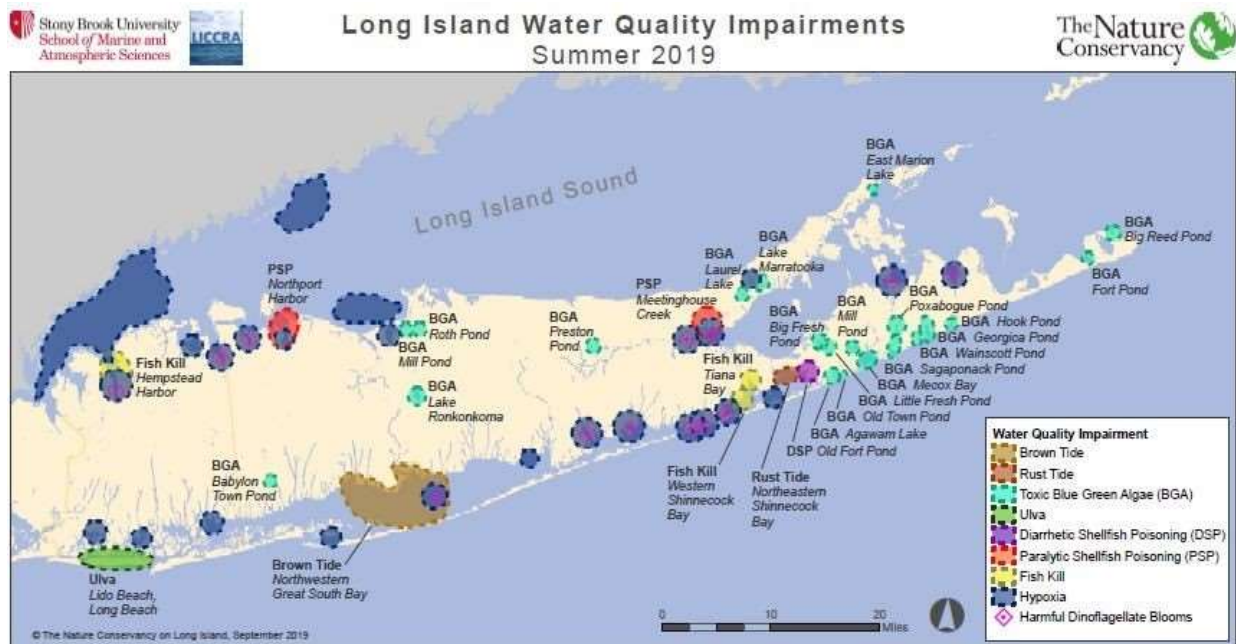 Stony Brook University
School of Marine and
Atmospheric Sciences
LICCRA
Long Island Water Quality Impairments
Summer 2019
The Nature
Conservancy
Long Island Sound
BGA
East Marion
Lake
BGA
Big Reed Pond
BGA
Fort Pond
PSP
Northport
Harbor
BGA
Laurel
Lake
BGA
Lake
Marratooka
PSP
Meetinghouse
Creek
BGA
Roth Pond
BGA
Mill Pond
BGA
Preston
Pond
BGA
Big Fresh
Pond
BGA
Mill
Pond
BGA
Poxabogue Pond
BGA Hook Pond
BGA Georgica Pond
BGA Wainscott Pond
BGA Sagaponack Pond
BGA Mecox Bay
BGA Little Fresh Pond
BGA Old Town Pond
BGA Agawam Lake
DSP Old Fort Pond
Fish Kill
Hempstead
Harbor
Fish Kill
Tiana
Bay
BGA
Lake
Ronkonkoma
BGA
Babylon
Town Pond
Fish Kill
Western
Shinnecock
Bay
Rust Tide
Northeastern
Shinnecock
Bay
Brown Tide
Northwestern
Great South Bay
Ulva
Lido Beach,
Long Beach
Water Quality Impairment
Brown Tide
Rust Tide
Toxic Blue Green Algae (BGA)
Ulva
Diarrhetic Shellfish Poisoning (DSP)
Paralytic Shellfish Poisoning (PSP)
Fish Kill
Hypoxia
Harmful Dinoflagellate Blooms
0 10 20
Miles
© The Nature Conservancy on Long Island, September 2019